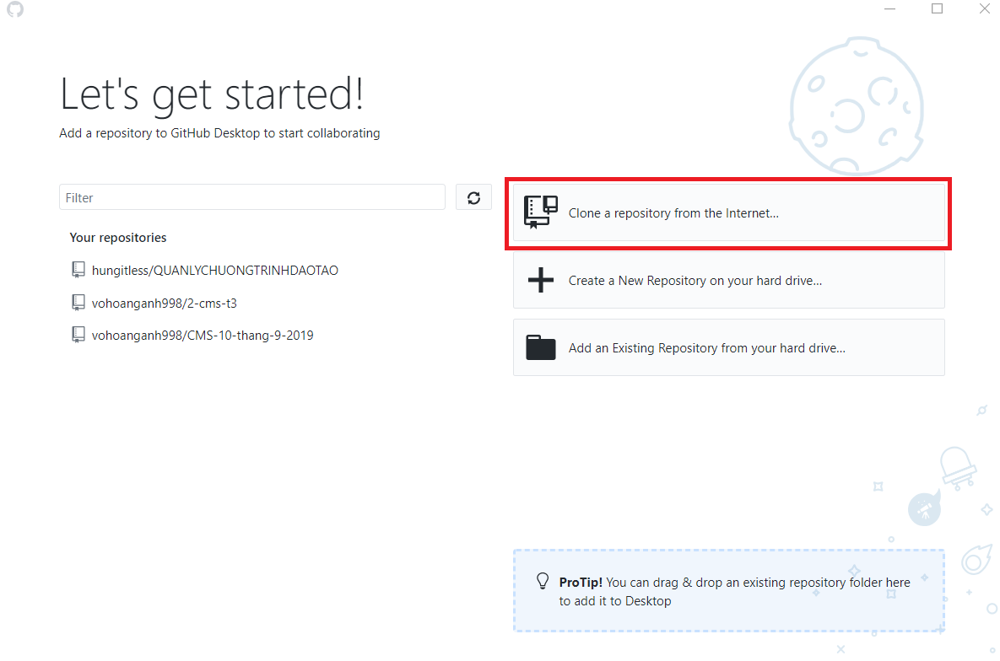 Let's get started!
Add a repository to GitHub Desktop to start collaborating
Filter
Your repositories
hungitless/QUANLYCHUONGTRINHDAOTAO
vohoanganh998/2-cms-t3
vohoanganh998/CMS-10-thang-9-2019
Clone a repository from the Internet...
Create a New Repository on your hard drive...
Add an Existing Repository from your hard drive...
ProTip! You can drag & drop an existing repository folder here
to add it to Desktop